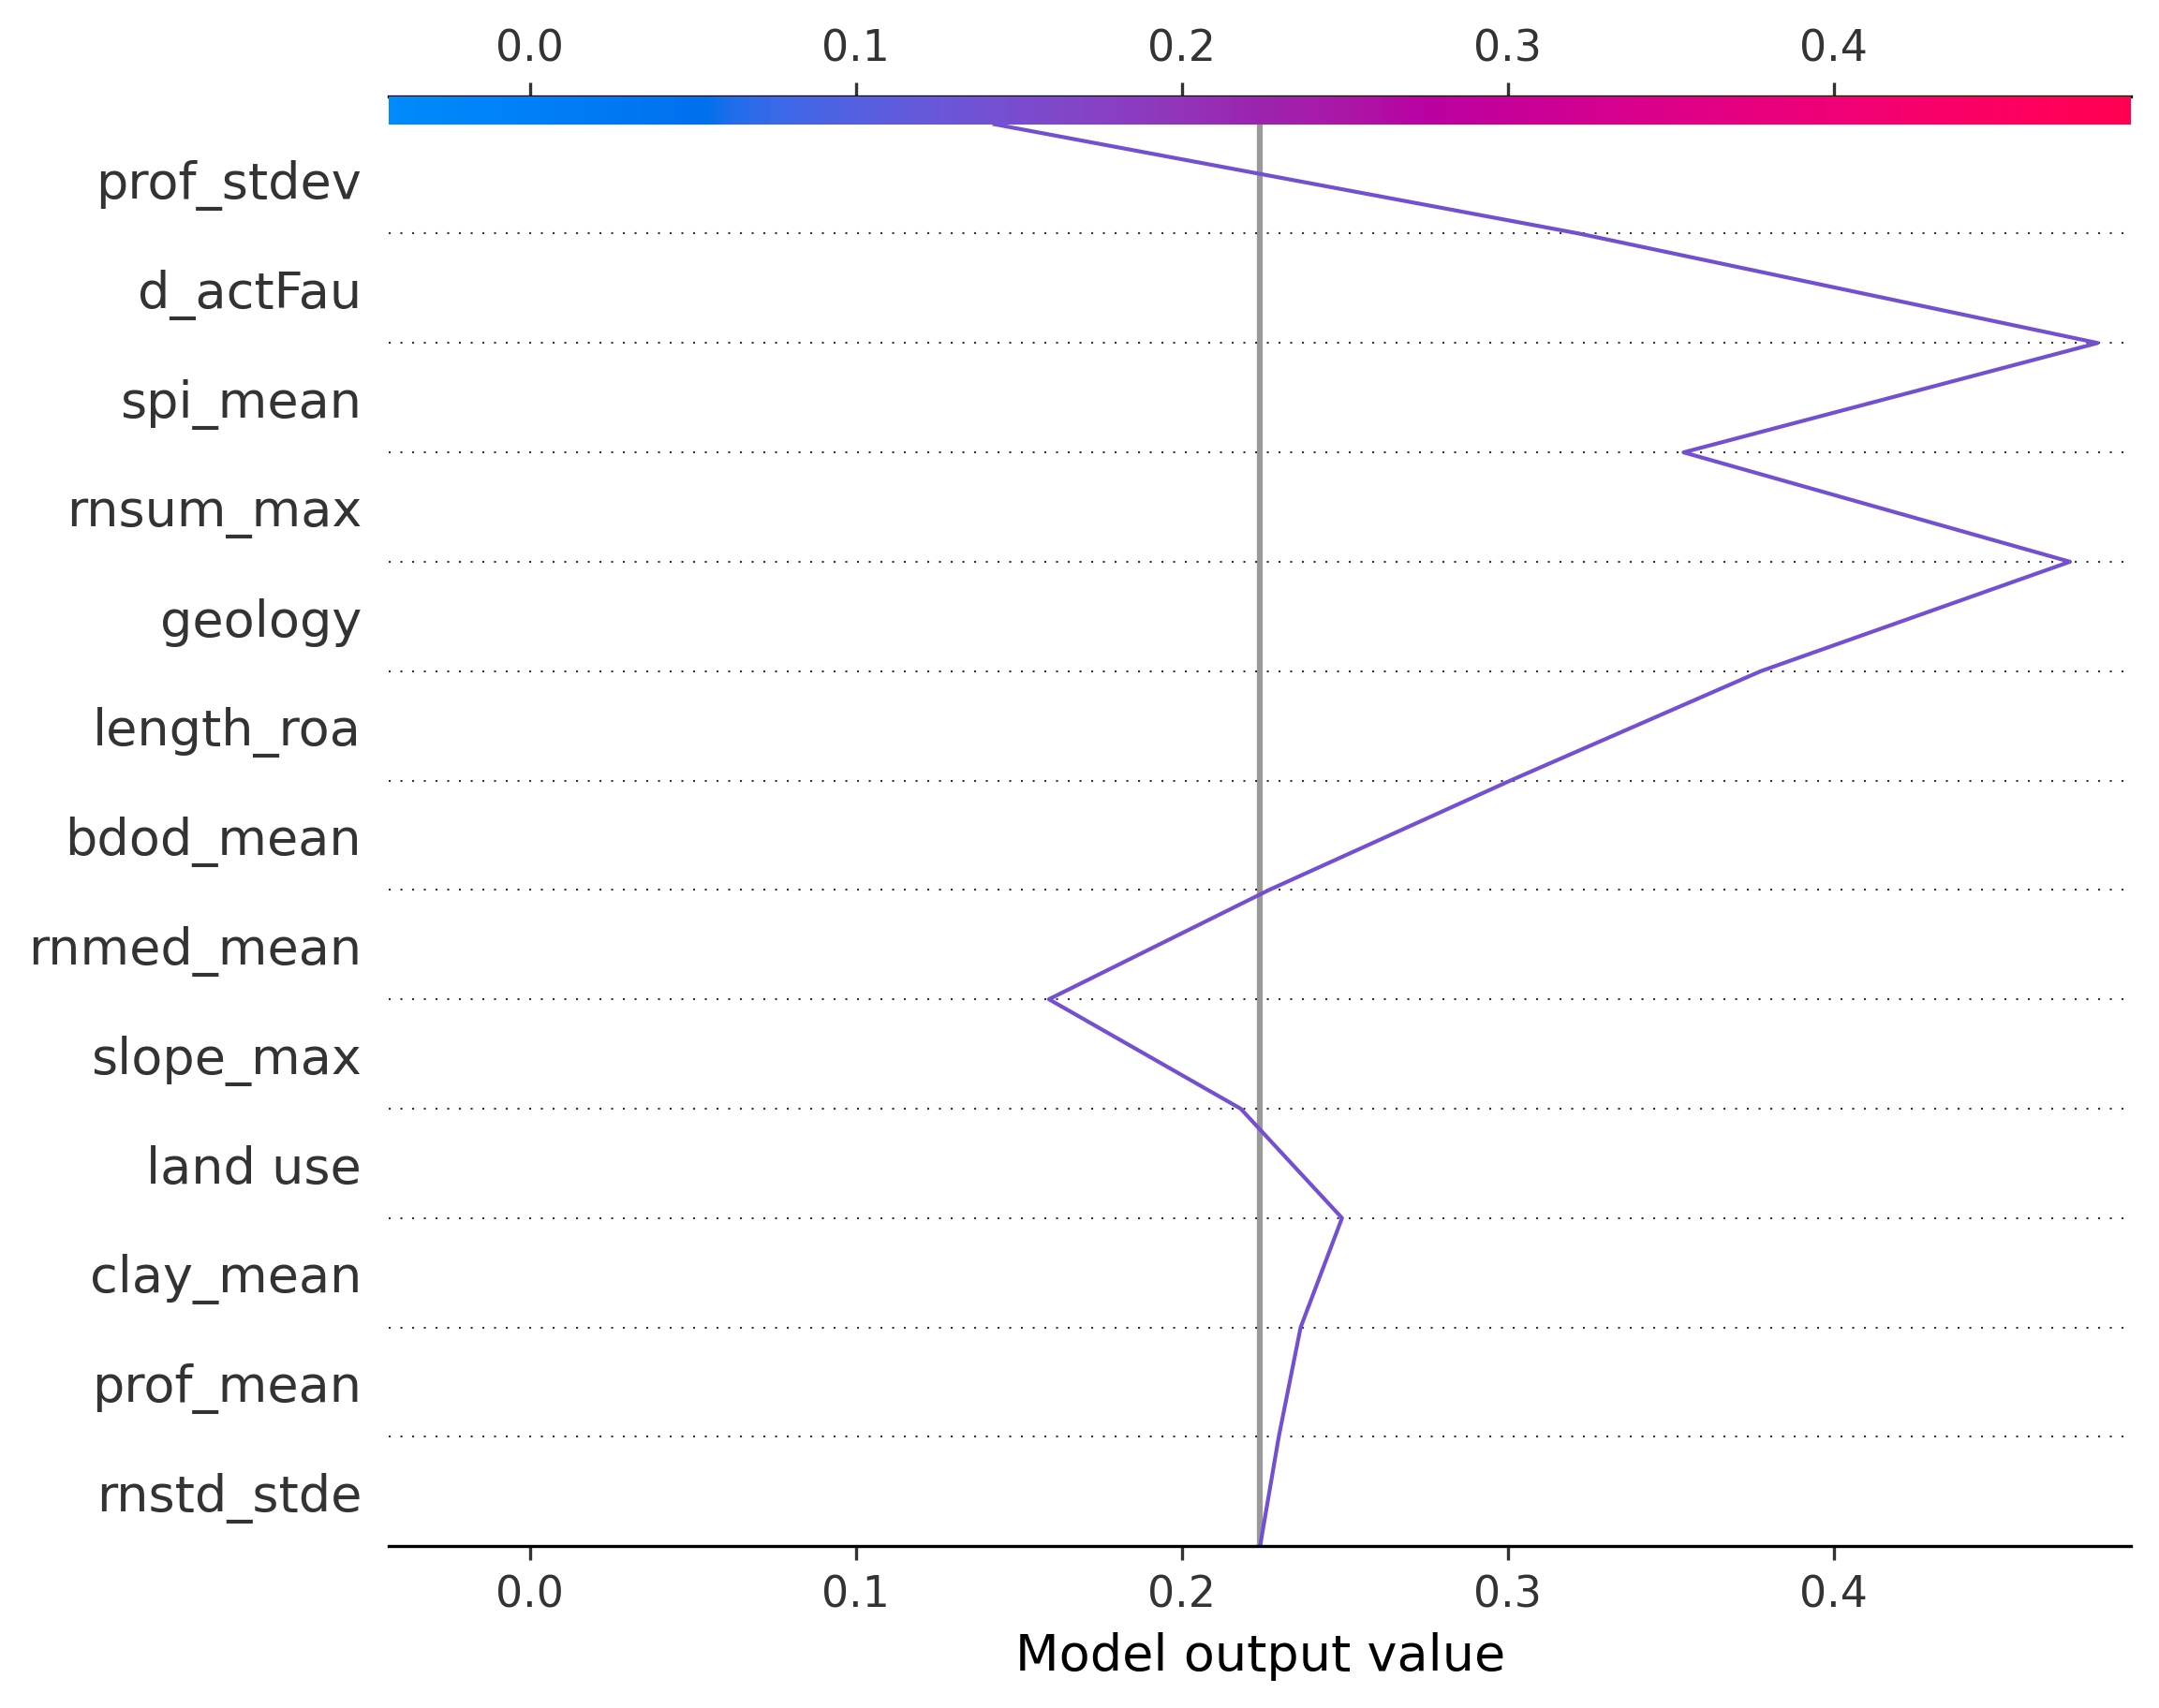 0.0 0.1 0.2 0.3 0.4
prof_stdev
d_actFau
spi_mean
rnsum_max
geology
length_roa
bdod_mean
rnmed_mean
slope_max
land use
clay_mean
prof_mean
rnstd_stde
0.0 0.1 0.2 0.3 0.4
Model output value